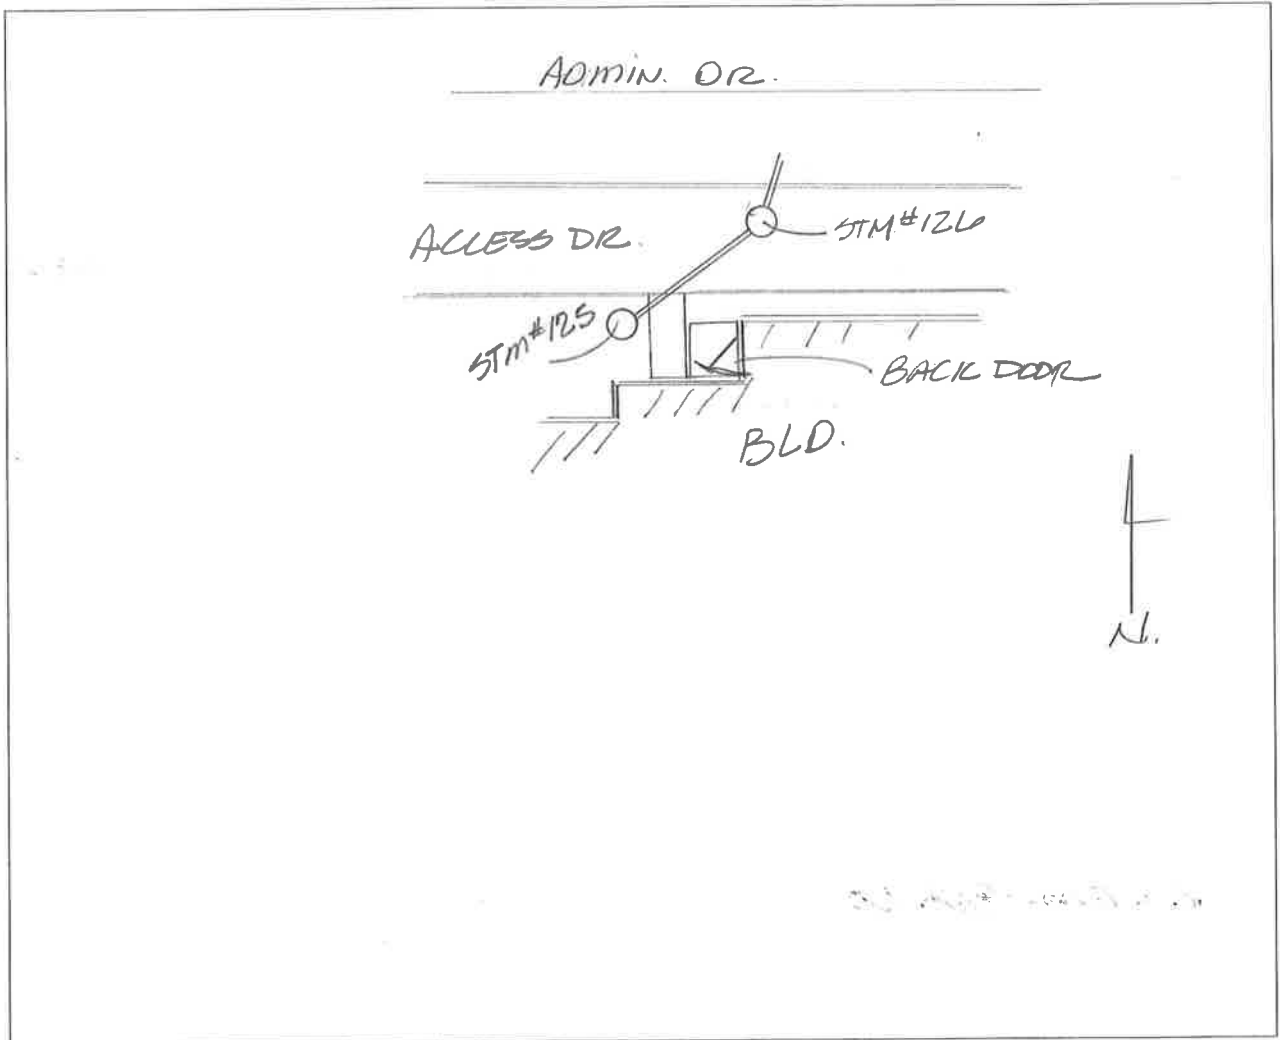 ADMIN. DR.
STM#126
ACCESS DR.
STM#125
BACK DOOR
BLD.
N.